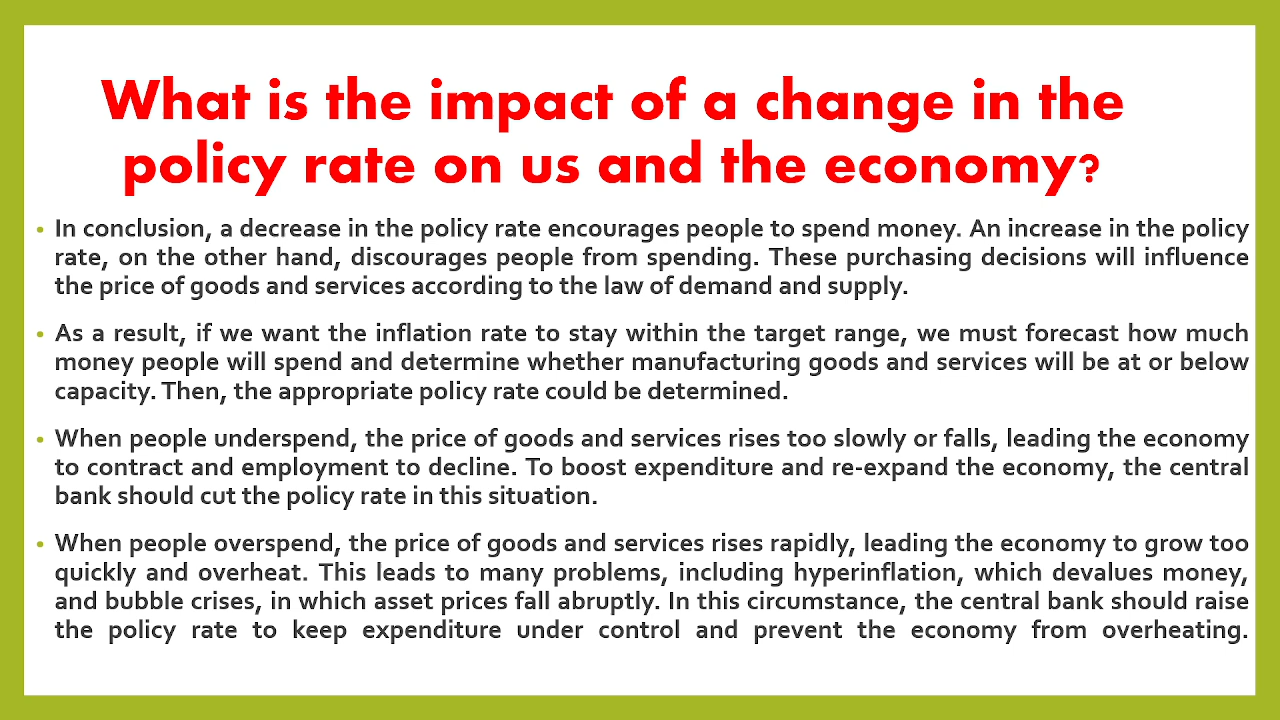 What is the impact of a change in the
policy rate on us and the economy?
• In conclusion, a decrease in the policy rate encourages people to spend money. An increase in the policy
rate, on the other hand, discourages people from spending. These purchasing decisions will influence
the price of goods and services according to the law of demand and supply.
• As a result, if we want the inflation rate to stay within the target range, we must forecast how much
money people will spend and determine whether manufacturing goods and services will be at or below
capacity. Then, the appropriate policy rate could be determined.
• When people underspend, the price of goods and services rises too slowly or falls, leading the economy
to contract and employment to decline. To boost expenditure and re-expand the economy, the central
bank should cut the policy rate in this situation.
• When people overspend, the price of goods and services rises rapidly, leading the economy to grow too
quickly and overheat. This leads to many problems, including hyperinflation, which devalues money,
and bubble crises, in which asset prices fall abruptly. In this circumstance, the central bank should raise
the policy rate to keep expenditure under control and prevent the economy from overheating.